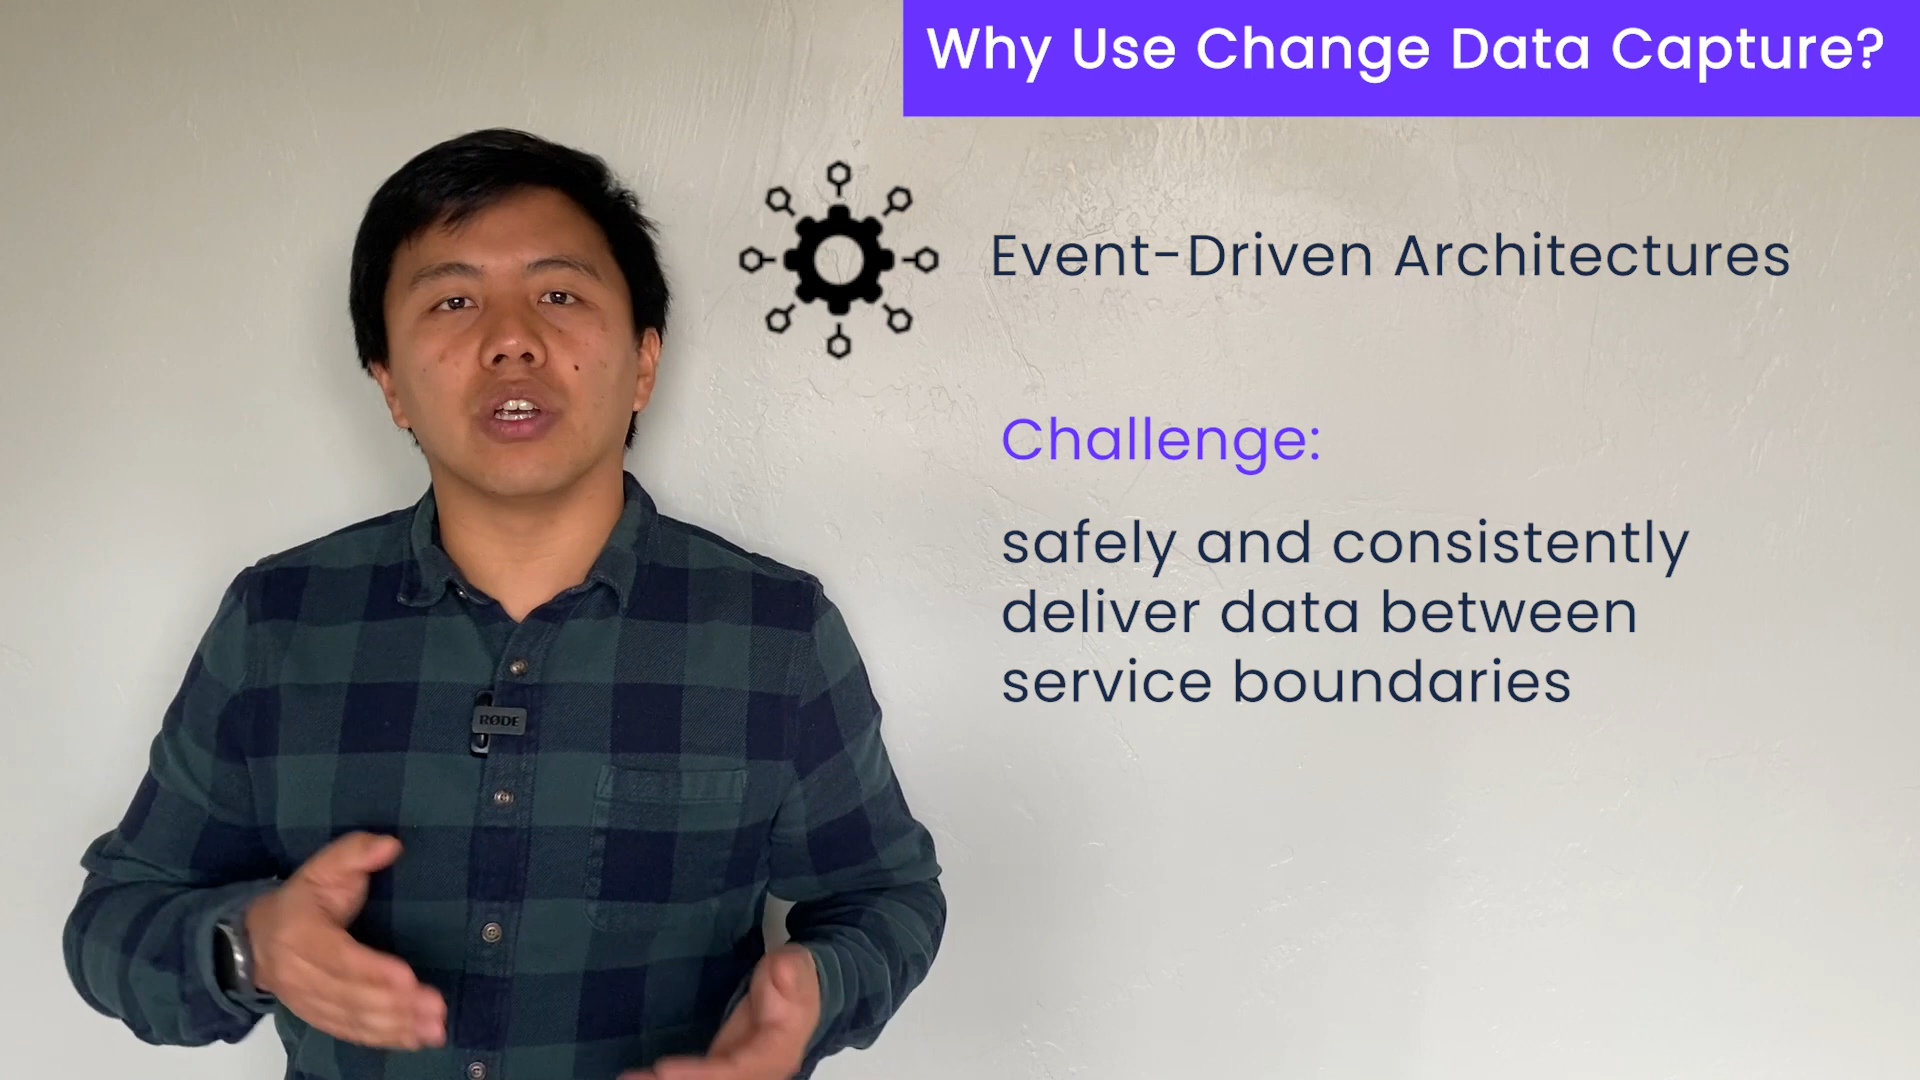 Why Use Change Data Capture?
Event-Driven Architectures
Challenge:
safely and consistently
deliver data between
service boundaries
RØDE